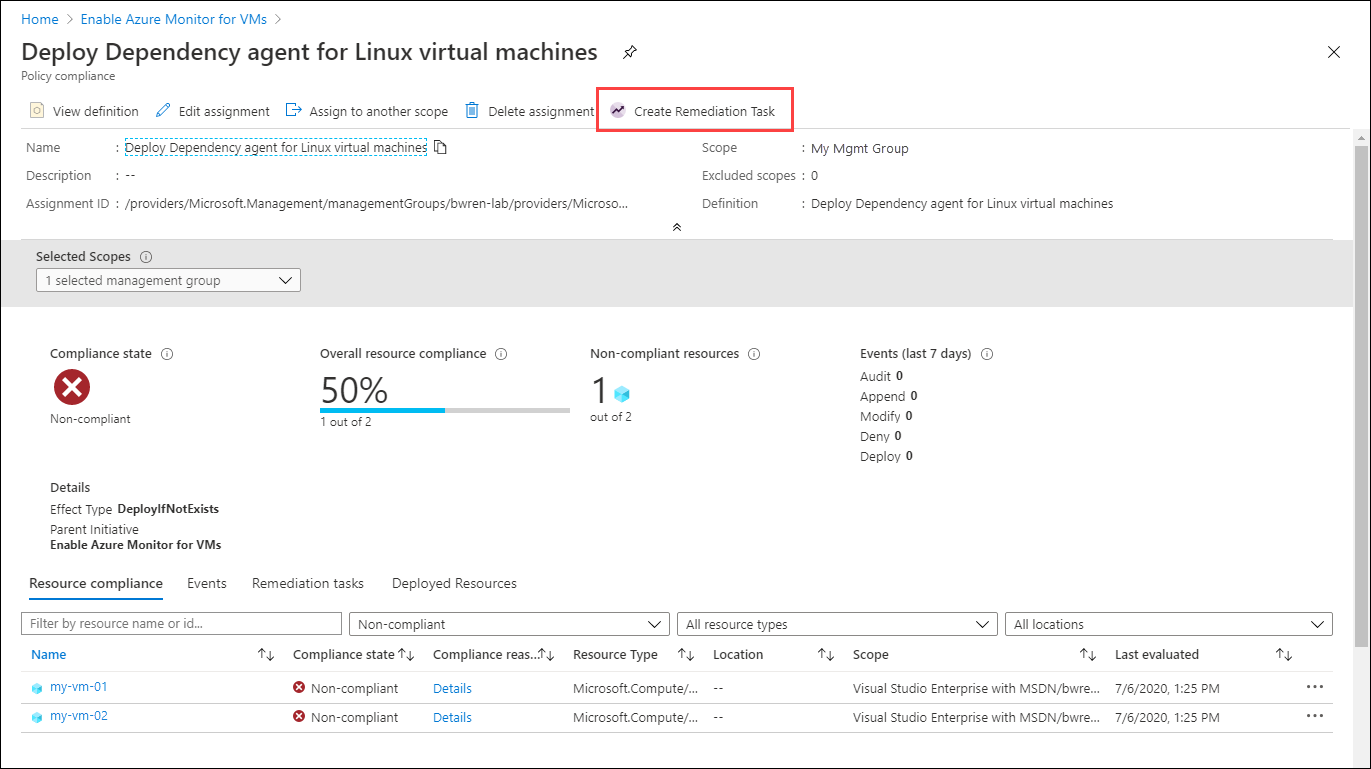 Home > Enable Azure Monitor for VMs >
Deploy Dependency agent for Linux virtual machines
Policy compliance
View definition Edit assignment Assign to another scope Delete assignment Create Remediation Task
Name : Deploy Dependency agent for Linux virtual machines Scope : My Mgmt Group
Description : -- Excluded scopes : 0
Assignment ID : /providers/Microsoft.Management/managementGroups/bwren-lab/providers/Microso... Definition : Deploy Dependency agent for Linux virtual machines
Selected Scopes
1 selected management group
Compliance state Overall resource compliance Non-compliant resources Events (last 7 days)
50% 1 Audit 0
Non-compliant 1 out of 2 out of 2 Append 0
Modify 0
Deny 0
Deploy 0
Details
Effect Type DeployIfNotExists
Parent Initiative
Enable Azure Monitor for VMs
Resource compliance Events Remediation tasks Deployed Resources
Filter by resource name or id... Non-compliant All resource types All locations
Name Compliance state Compliance reas... Resource Type Location Scope Last evaluated
my-vm-01 Non-compliant Details Microsoft.Compute/... -- Visual Studio Enterprise with MSDN/bwre... 7/6/2020, 1:25 PM ...
my-vm-02 Non-compliant Details Microsoft.Compute/... -- Visual Studio Enterprise with MSDN/bwre... 7/6/2020, 1:25 PM ...